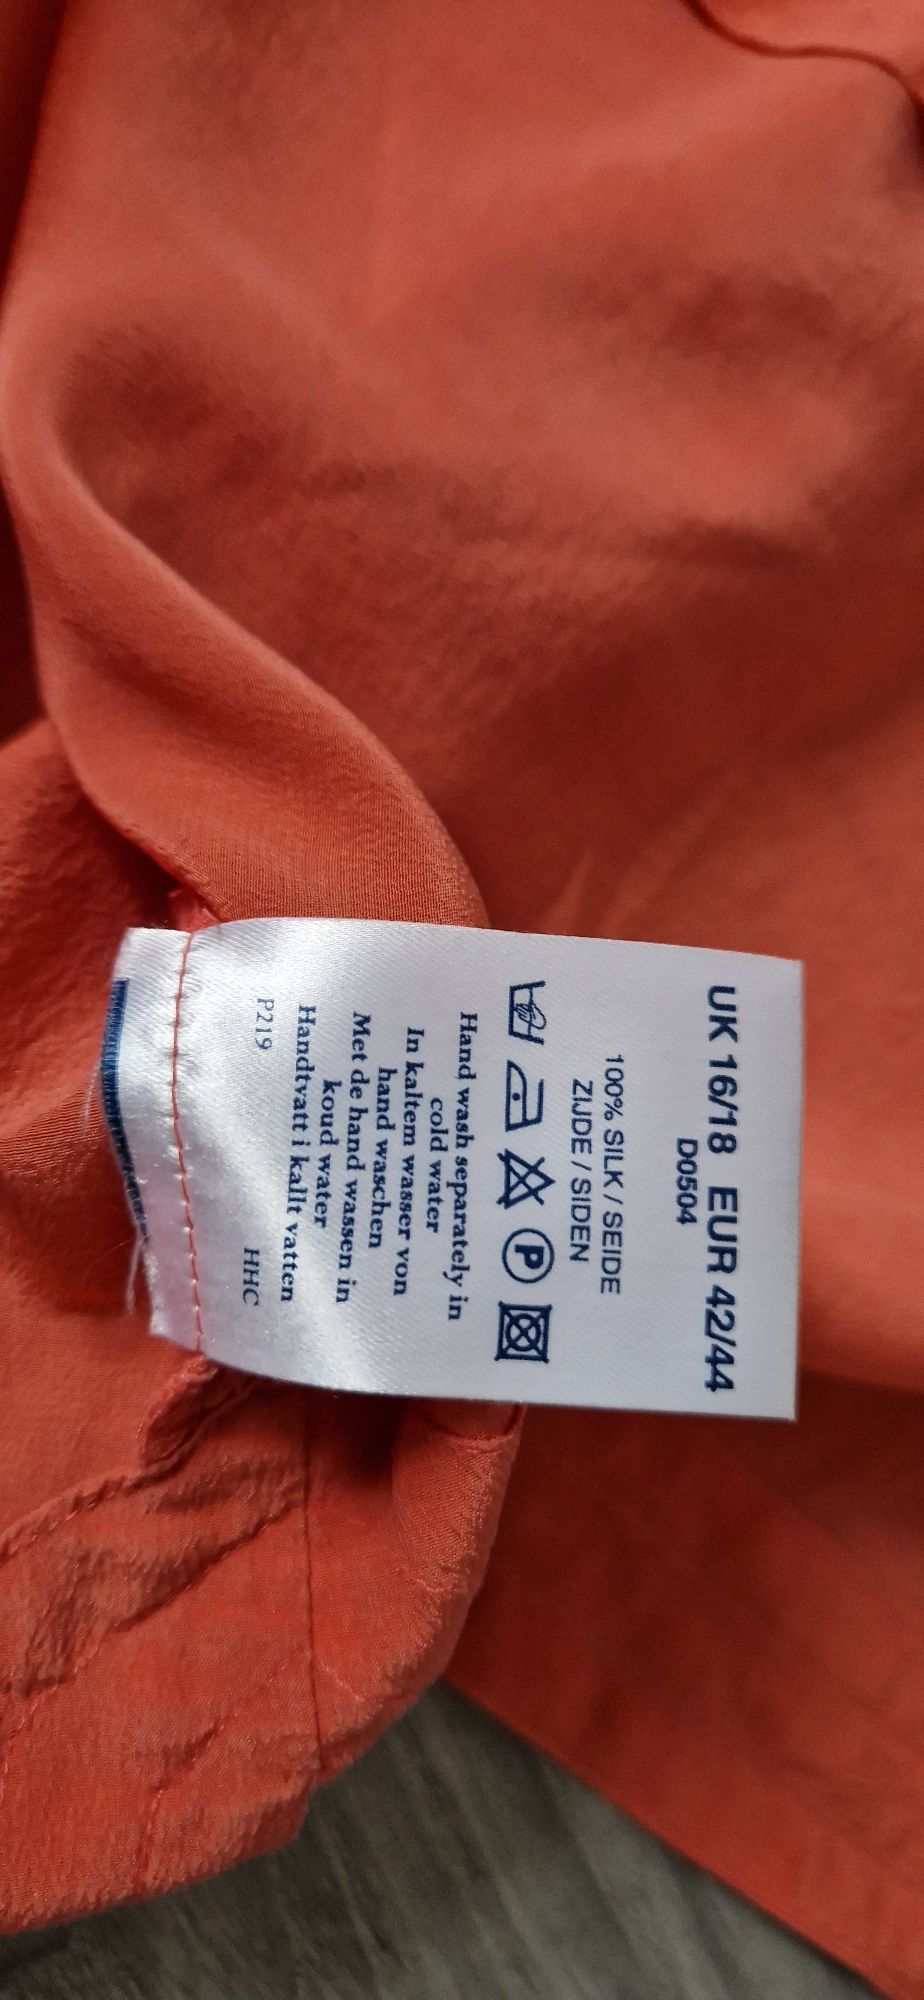 UK 16/18 EUR 42/44
D0504
100% SILK / SEIDE
ZIJDE / SIDEN
P
Hand wash separately in
cold water
In kaltem wasser von
hand waschen
Met de hand wassen in
koud water
Handtvatt i kallt vatten
P219 HHC